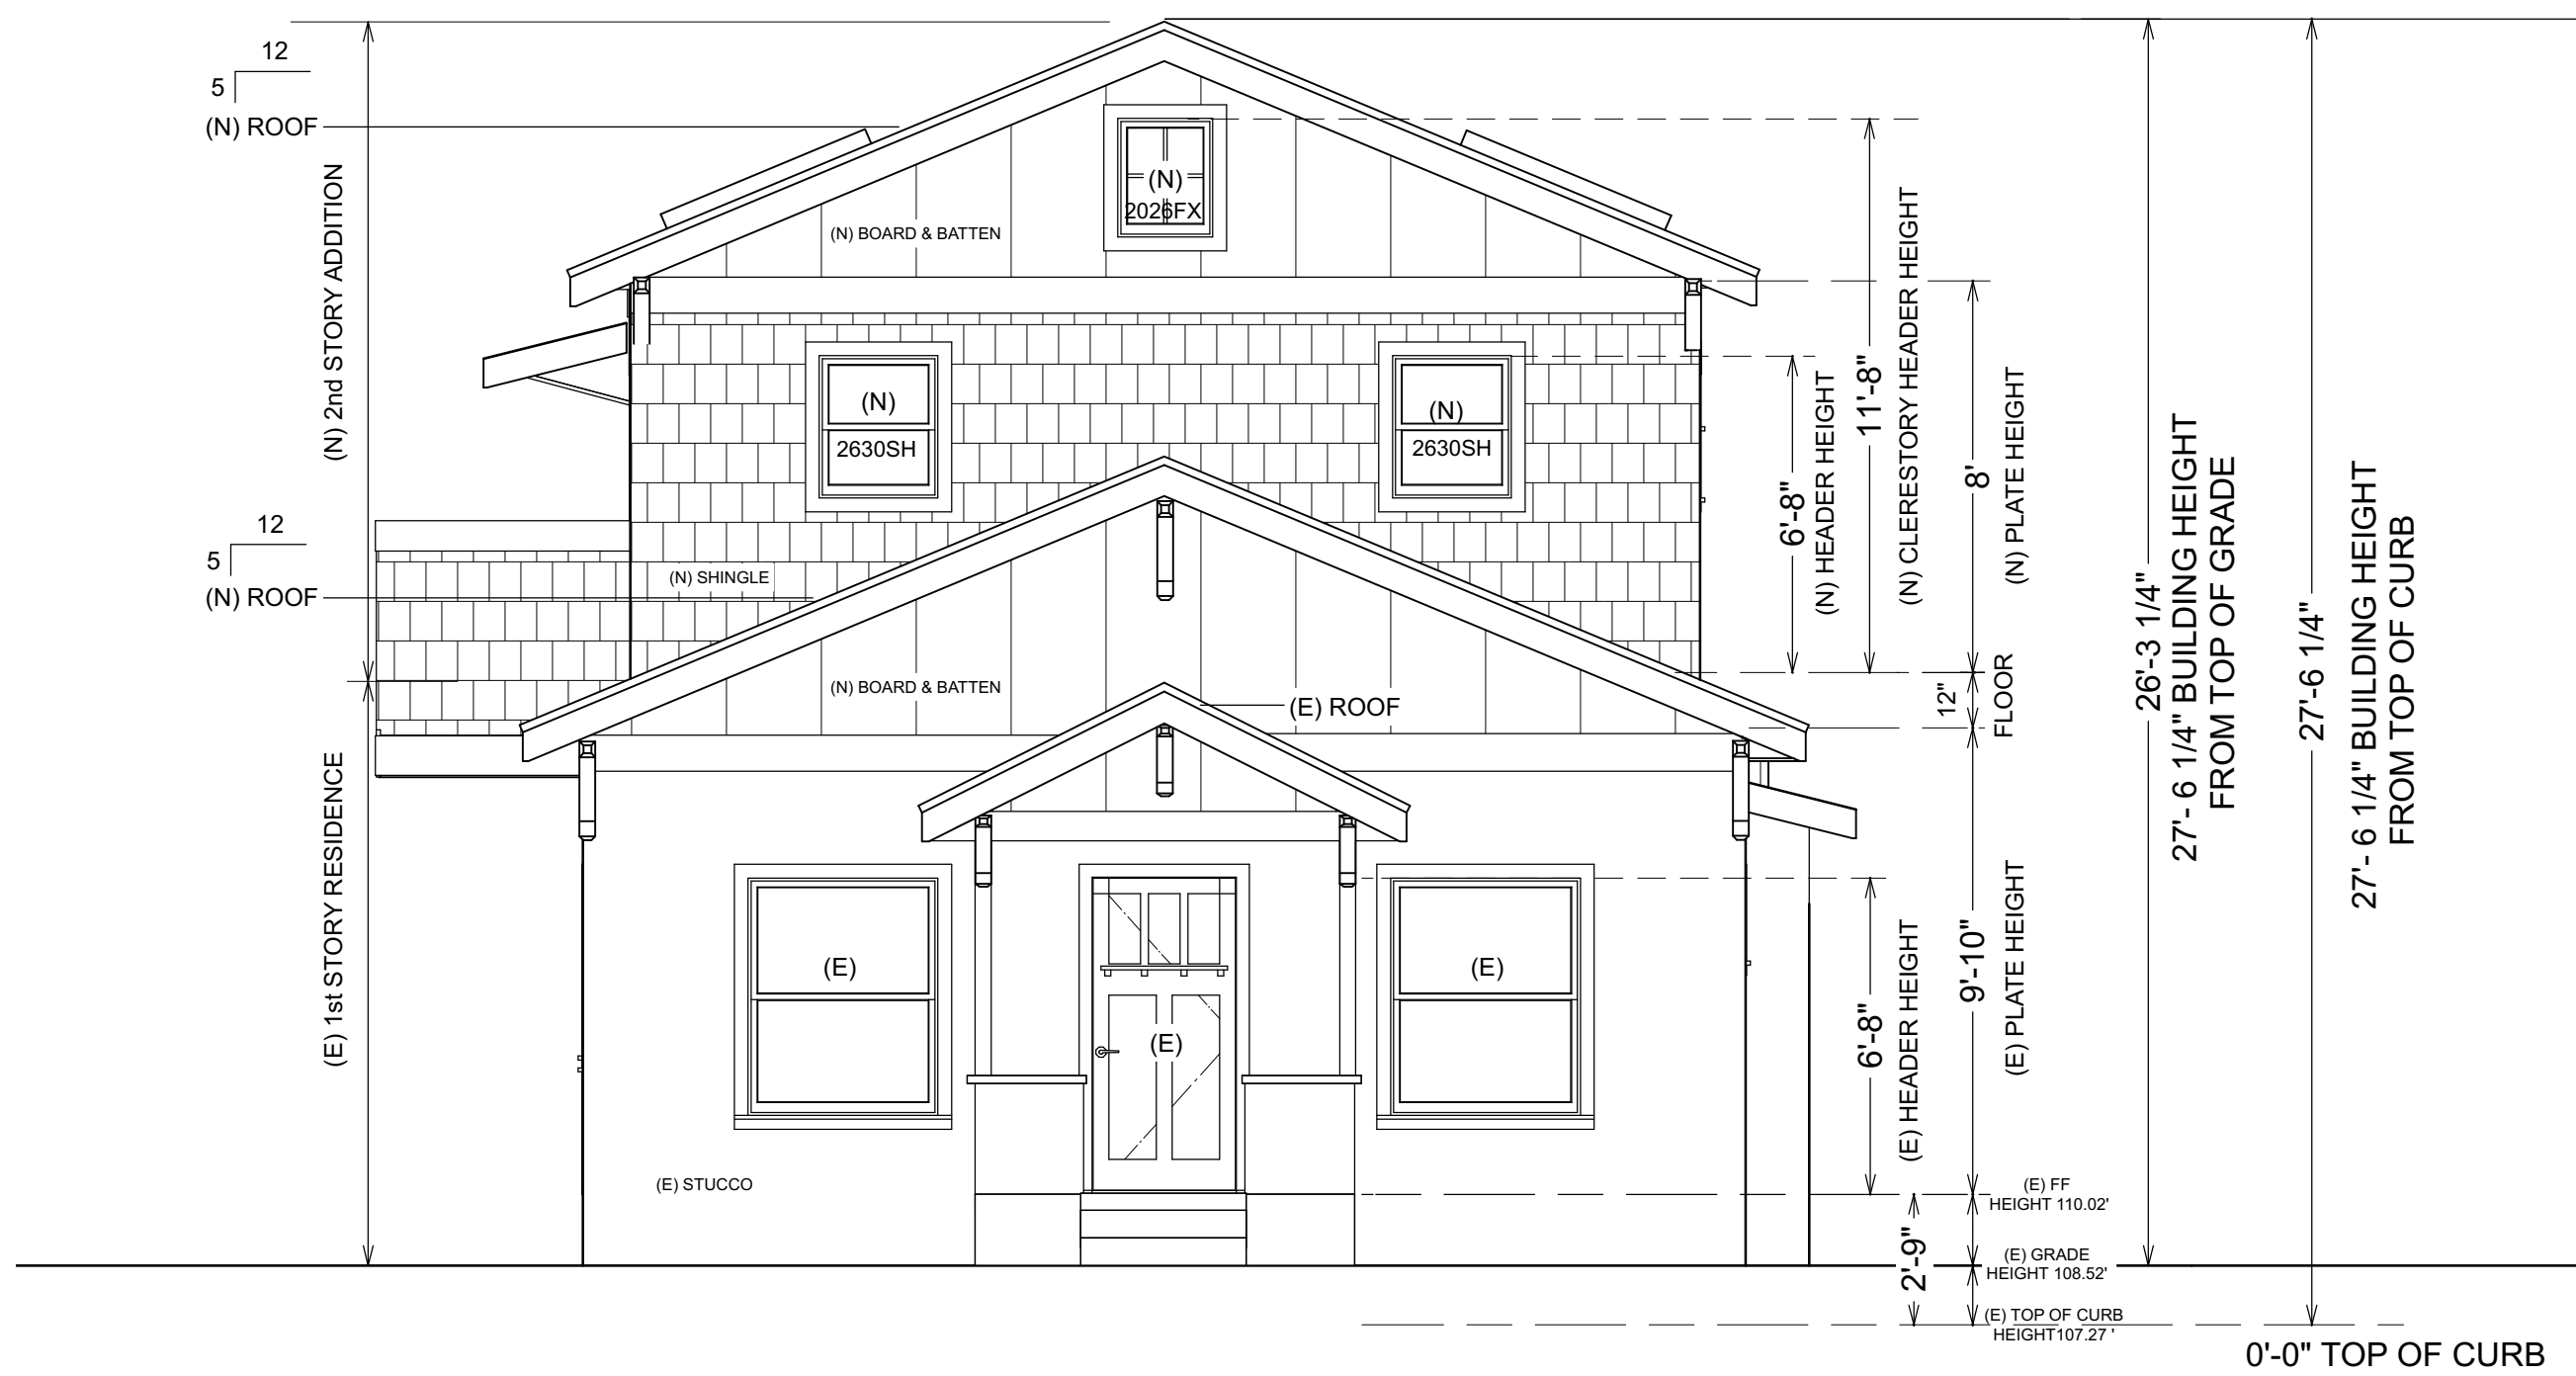 12
5
(N) ROOF
(N) 2nd STORY ADDITION
12
5
(N) ROOF
(E) 1st STORY RESIDENCE
(N) BOARD & BATTEN
(N)
2026FX
(N)
2630SH
(N)
2630SH
(N) SHINGLE
(N) BOARD & BATTEN
(E) ROOF
(E)
(E)
(E)
(E) STUCCO
6'-8"
(N) HEADER HEIGHT
11'-8"
(N) CLERESTORY HEADER HEIGHT
8'
(N) PLATE HEIGHT
12"
FLOOR
6'-8"
(E) HEADER HEIGHT
9'-10"
(E) PLATE HEIGHT
2'-9"
(E) FF
HEIGHT 110.02'
(E) GRADE
HEIGHT 108.52'
(E) TOP OF CURB
HEIGHT107.27 '
26'-3 1/4"
27'- 6 1/4" BUILDING HEIGHT
FROM TOP OF GRADE
27'-6 1/4"
27'- 6 1/4" BUILDING HEIGHT
FROM TOP OF CURB
0'-0" TOP OF CURB